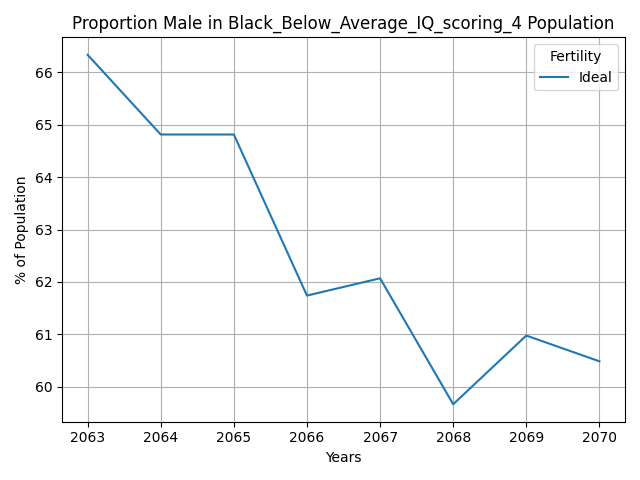 Proportion Male in Black_Below_Average_IQ_scoring_4 Population
Fertility
Ideal
% of Population
66
65
64
63
62
61
60
2063 2064 2065 2066 2067 2068 2069 2070
Years